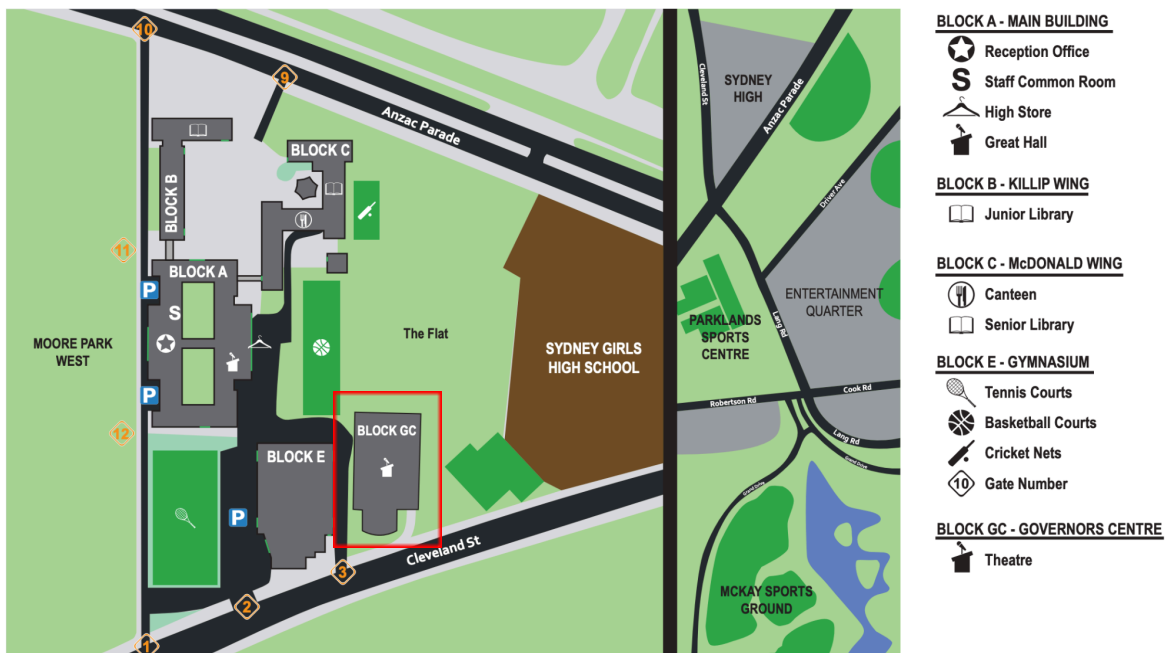 10
9
Anzac Parade
BLOCK C
BLOCK B
11
BLOCK A
P
S
MOORE PARK
WEST
The Flat
P
12
SYDNEY GIRLS
HIGH SCHOOL
BLOCK GC
BLOCK E
P
Cleveland St
3
2
1
Cleveland St
SYDNEY
HIGH
Anzac Parade
Driver Ave
ENTERTAINMENT
QUARTER
Lang Rd
PARKLANDS
SPORTS
CENTRE
Cook Rd
Robertson Rd
Lang Rd
Grand Drive
Grand Drive
MCKAY SPORTS
GROUND
BLOCK A - MAIN BUILDING
Reception Office
S Staff Common Room
High Store
Great Hall
BLOCK B - KILLIP WING
Junior Library
BLOCK C - McDONALD WING
Canteen
Senior Library
BLOCK E - GYMNASIUM
Tennis Courts
Basketball Courts
Cricket Nets
10 Gate Number
BLOCK GC - GOVERNORS CENTRE
Theatre